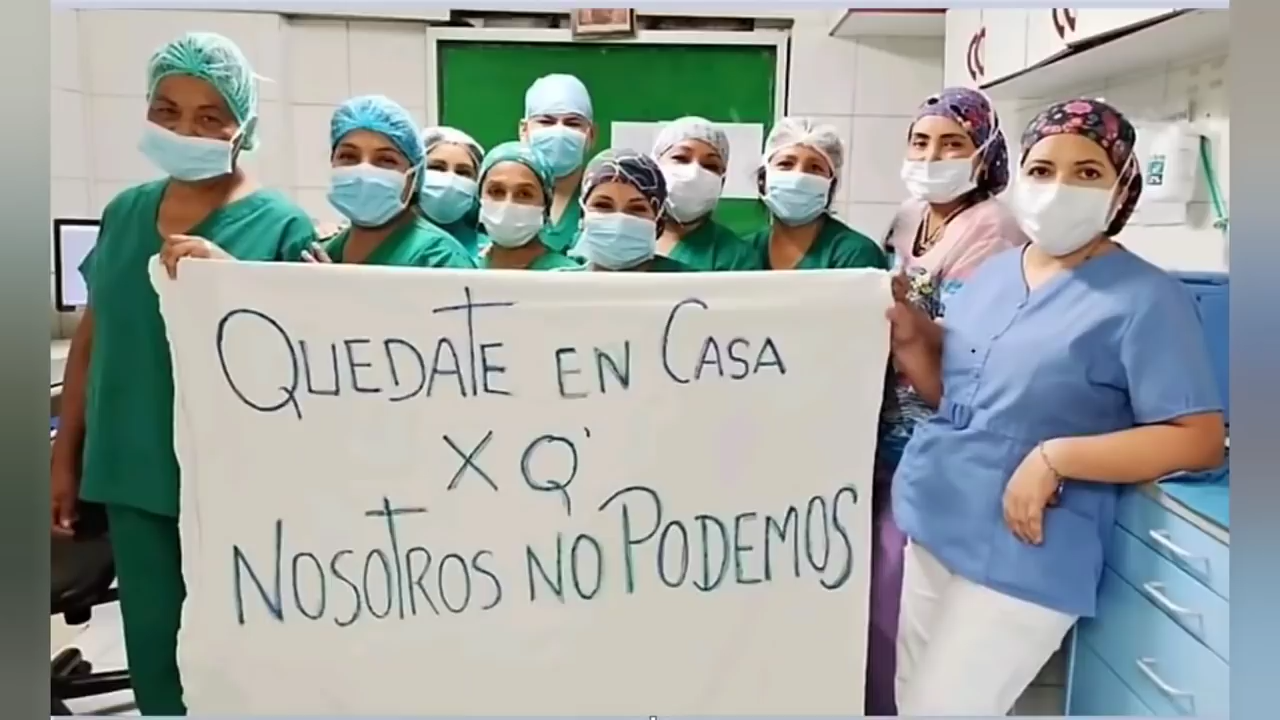 QUEDATE EN CASA
X Q'
NOSOTROS NO PODEMOS